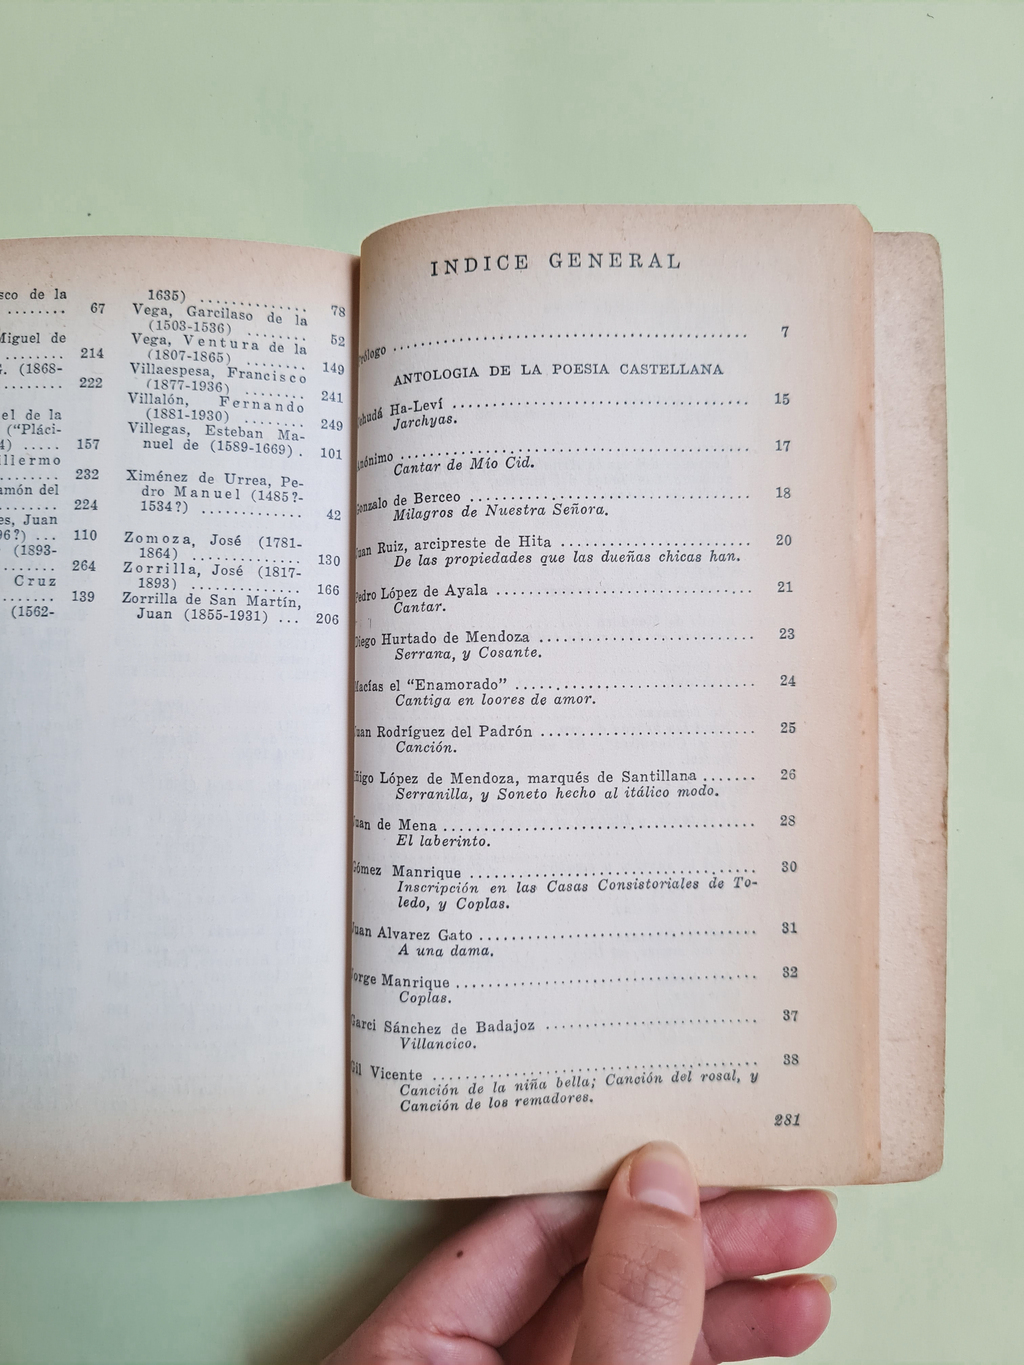 sco de la
........ 67
Miguel de
........ 214
(1868-
........ 222
el de la
("Pláci-
4) ..... 157
llermo
........ 232
amón del
........ 224
es, Juan
96?) ... 110
(1893-
....... 264
Cruz
....... 139
(1562-
1635) ............. 78
Vega, Garcilaso de la
(1503-1536) ........ 52
Vega, Ventura de la
(1807-1865) ........ 149
Villaespesa, Francisco
(1877-1936) ........ 241
Villalón, Fernando
(1881-1930) ........ 249
Villegas, Esteban Ma-
nuel de (1589-1669) . 101
Ximénez de Urrea, Pe-
dro Manuel (1485?-
1534?) ............. 42
Zomoza, José (1781-
1864) .............. 130
Zorrilla, José (1817-
1893) .............. 166
Zorrilla de San Martín,
Juan (1855-1931) ... 206
INDICE GENERAL
Prólogo ........................................ 7
ANTOLOGIA DE LA POESIA CASTELLANA
Yehudá Ha-Leví ........................................ 15
Jarchyas.
Anónimo ........................................ 17
Cantar de Mío Cid.
Gonzalo de Berceo ........................................ 18
Milagros de Nuestra Señora.
Juan Ruiz, arcipreste de Hita ......................... 20
De las propiedades que las dueñas chicas han.
Pedro López de Ayala ................................. 21
Cantar.
Diego Hurtado de Mendoza ........................... 23
Serrana, y Cosante.
Macías el "Enamorado" .............................. 24
Cantiga en loores de amor.
Juan Rodríguez del Padrón ........................... 25
Canción.
Iñigo López de Mendoza, marqués de Santillana ....... 26
Serranilla, y Soneto hecho al itálico modo.
Juan de Mena ........................................ 28
El laberinto.
Gómez Manrique ........................................ 30
Inscripción en las Casas Consistoriales de To-
ledo, y Coplas.
Juan Alvarez Gato ................................... 31
A una dama.
Jorge Manrique ...................................... 32
Coplas.
Garci Sánchez de Badajoz ........................... 37
Villancico.
Gil Vicente ........................................ 38
Canción de la niña bella; Canción del rosal, y
Canción de los remadores.
281